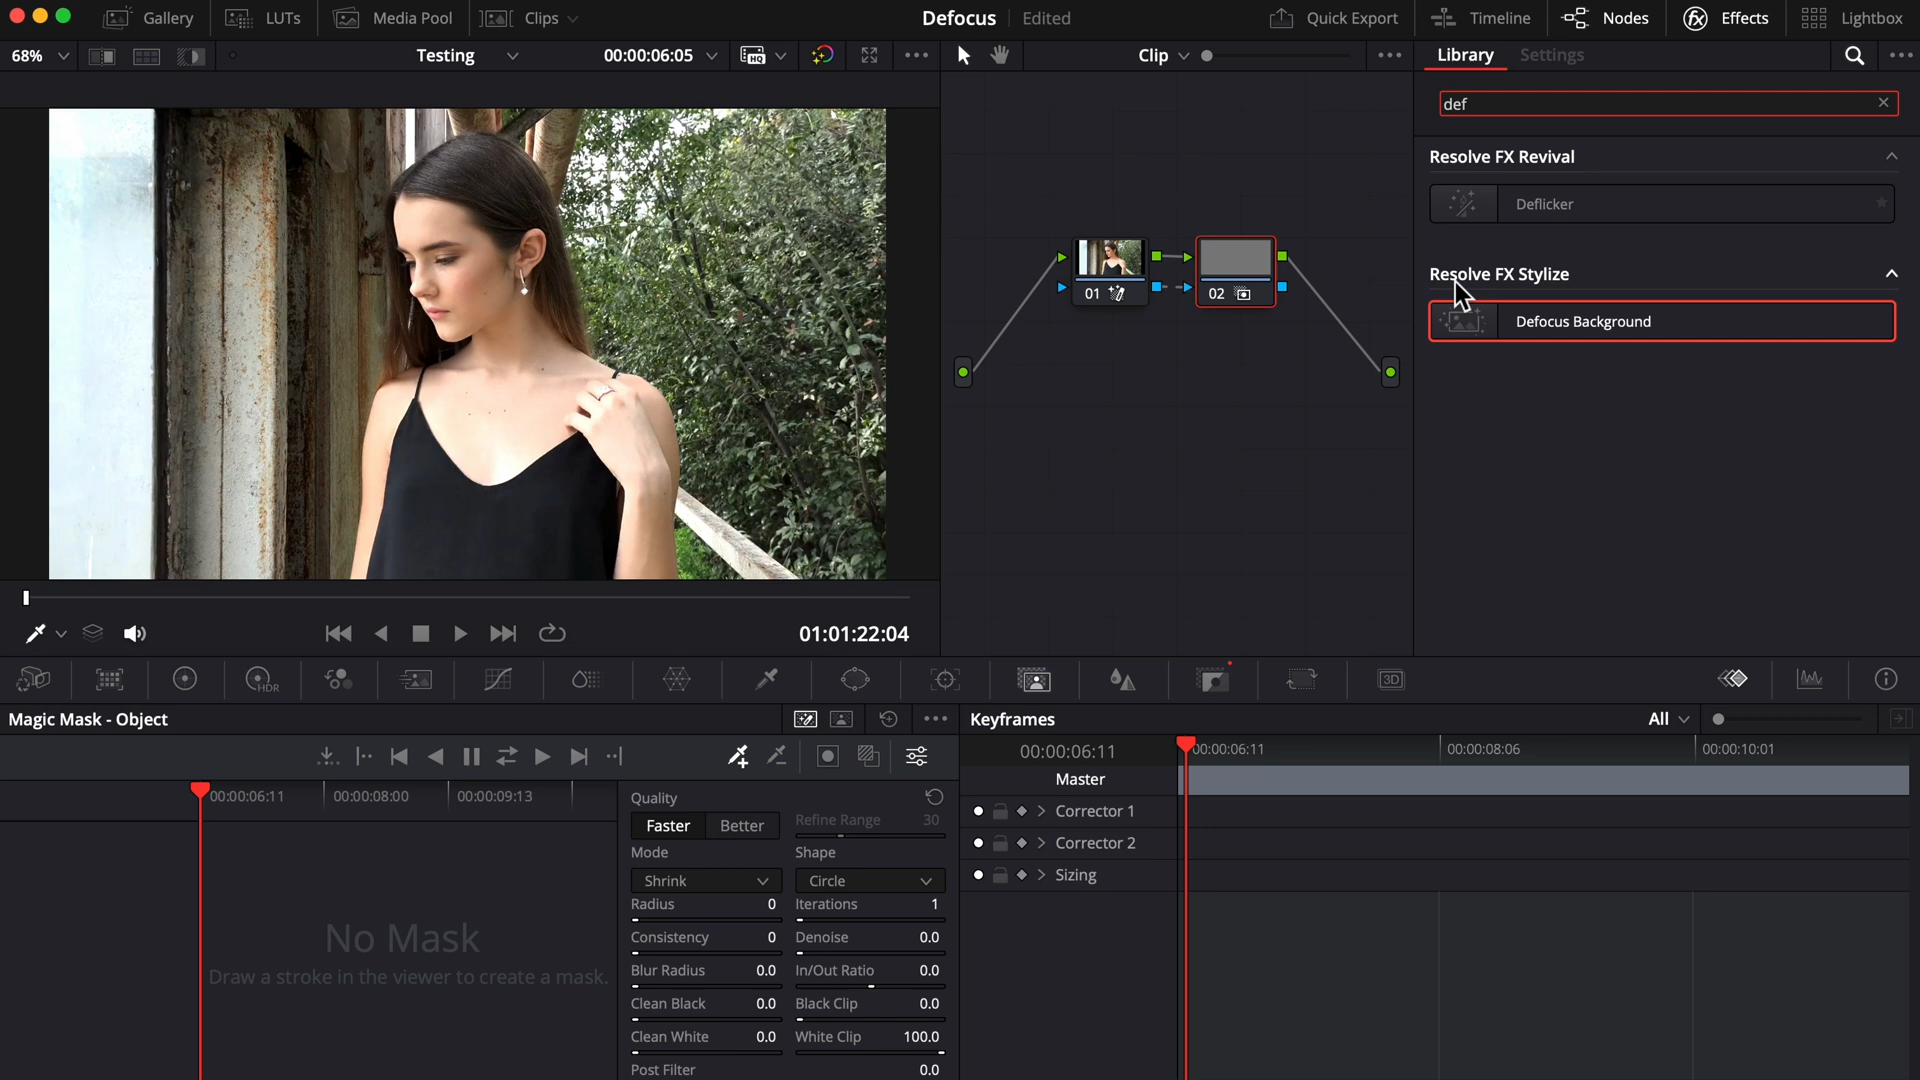 Gallery LUTs Media Pool Clips Defocus Edited Quick Export Timeline Nodes Effects Lightbox
68% Testing 00:00:06:05 HQ Clip Library Settings
def
Resolve FX Revival
Deflicker
Resolve FX Stylize
Defocus Background
01
02
01:01:22:04
HDR
3D
Magic Mask - Object
Keyframes All
00:00:06:11 00:00:06:11 00:00:08:06 00:00:10:01
Master
Corrector 1
Corrector 2
Sizing
00:00:06:11 00:00:08:00 00:00:09:13
No Mask
Draw a stroke in the viewer to create a mask.
Quality
Faster Better Refine Range 30
Mode Shape
Shrink Circle
Radius 0 Iterations 1
Consistency 0 Denoise 0.0
Blur Radius 0.0 In/Out Ratio 0.0
Clean Black 0.0 Black Clip 0.0
Clean White 0.0 White Clip 100.0
Post Filter 0.0